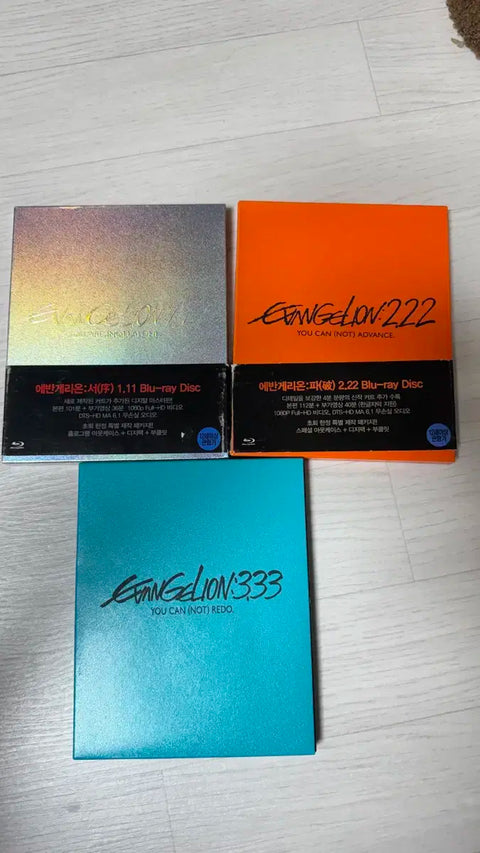 EVANGELION:1.11
YOU ARE (NOT) ALONE.
에반게리온:서(序) 1.11 Blu-ray Disc
새로 제작된 커트가 추가된 디지털 마스터판!
본편 101분 + 부가영상 36분 1080p Full-HD 비디오
DTS-HD MA 6.1 무손실 오디오
초회 한정 특별 제작 패키지판!
홀로그램 아웃케이스 + 디지팩 + 부클릿
EVANGELION:2.22
YOU CAN (NOT) ADVANCE.
에반게리온:파(破) 2.22 Blu-ray Disc
디테일을 보강한 4분 분량의 신작 커트 추가 수록
본편 112분 + 부가영상 40분 (한글자막 지원)
1080P Full-HD 비디오, DTS-HD MA 6.1 무손실 오디오
초회 한정 특별 제작 패키지판!
스페셜 아웃케이스 + 디지팩 + 부클릿
EVANGELION:3.33
YOU CAN (NOT) REDO.